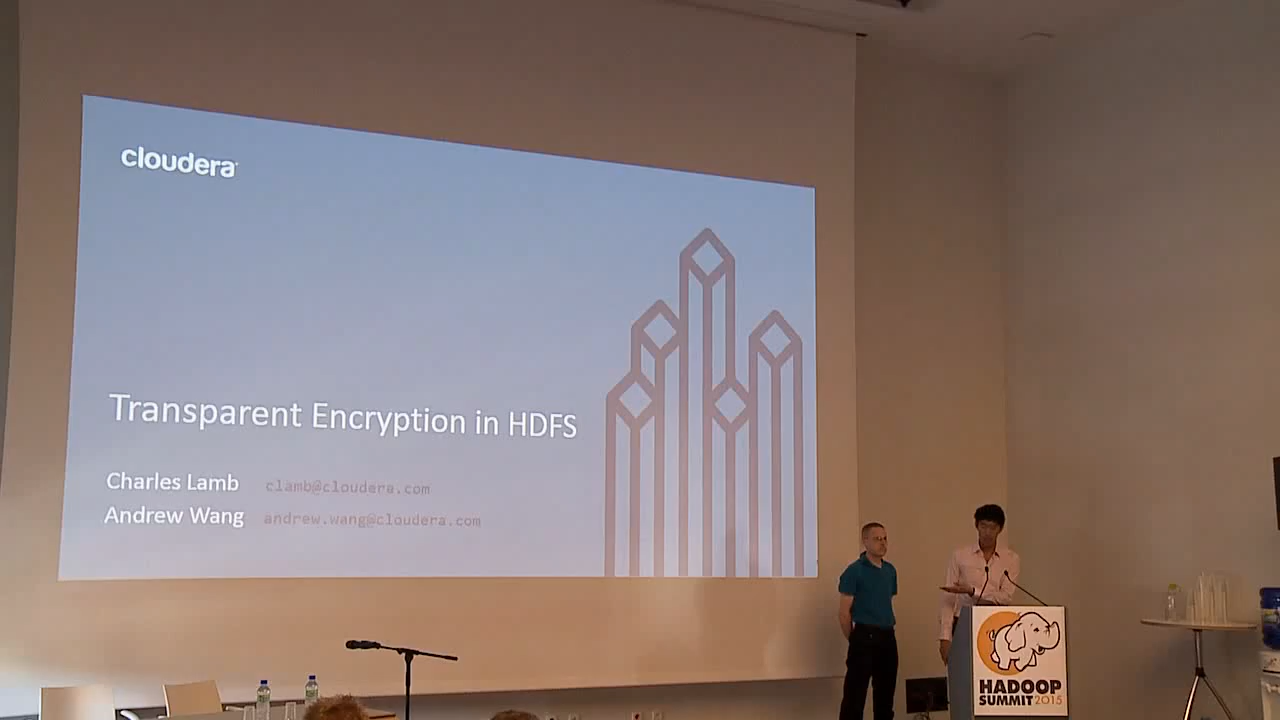 cloudera
Transparent Encryption in HDFS
Charles Lamb clamb@cloudera.com
Andrew Wang andrew.wang@cloudera.com
HADOOP
SUMMIT 2015